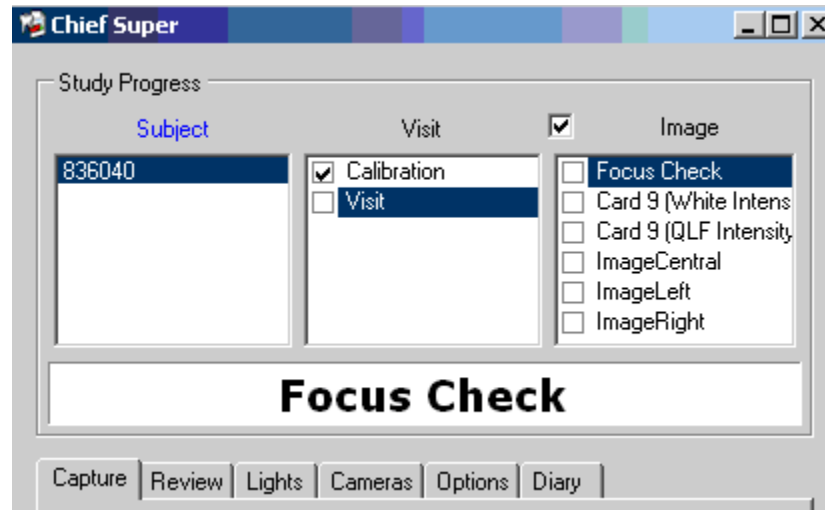 Chief Super
Study Progress
Subject Visit Image
836040
Calibration
Visit
Focus Check
Card 9 (White Intens
Card 9 (QLF Intensity
ImageCentral
ImageLeft
ImageRight
Focus Check
Capture Review Lights Cameras Options Diary